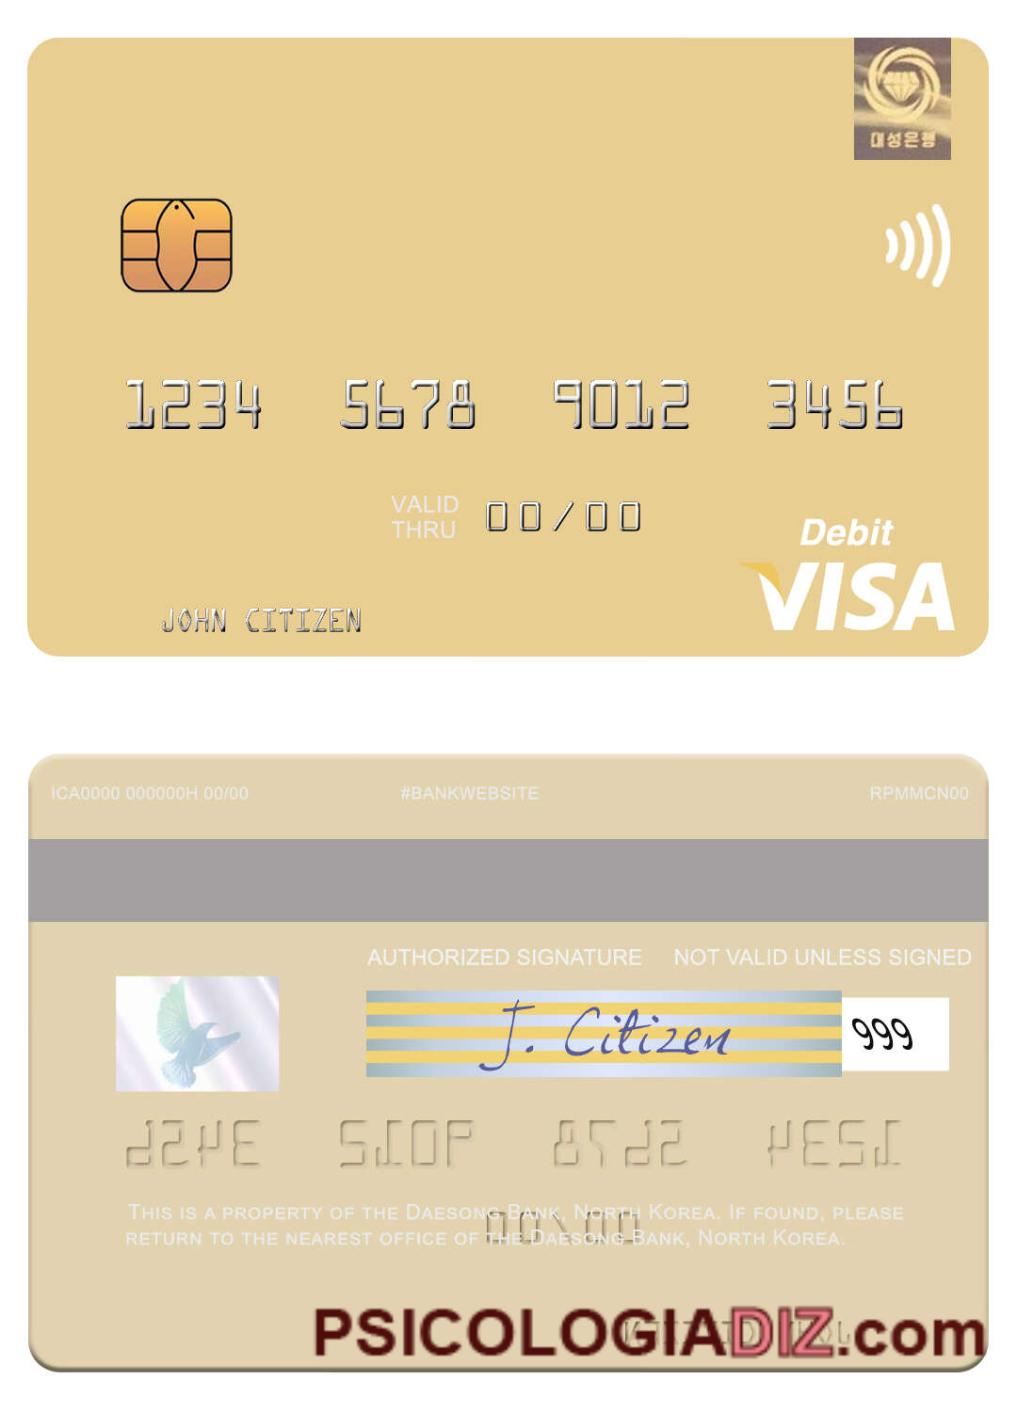 대성은행
1234 5678 9012 3456
VALID
THRU 00/00
Debit
VISA
JOHN CITIZEN
ICA0000 000000H 00/00 #BANKWEBSITE RPMMCN00
AUTHORIZED SIGNATURE NOT VALID UNLESS SIGNED
J. Citizen 999
THIS IS A PROPERTY OF THE DAESONG BANK, NORTH KOREA. IF FOUND, PLEASE
RETURN TO THE NEAREST OFFICE OF THE DAESONG BANK, NORTH KOREA.
PSICOLOGIADIZ.com